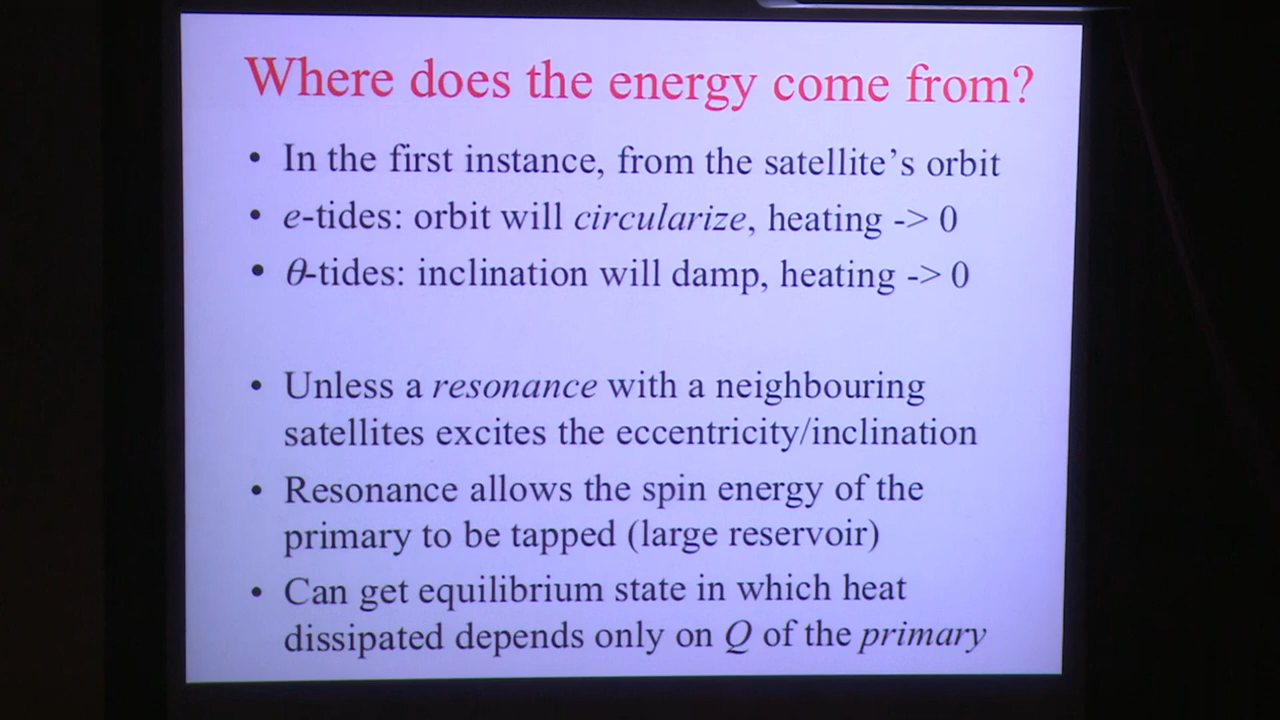 Where does the energy come from?
• In the first instance, from the satellite’s orbit
• e-tides: orbit will circularize, heating -> 0
• θ-tides: inclination will damp, heating -> 0
• Unless a resonance with a neighbouring
satellites excites the eccentricity/inclination
• Resonance allows the spin energy of the
primary to be tapped (large reservoir)
• Can get equilibrium state in which heat
dissipated depends only on Q of the primary